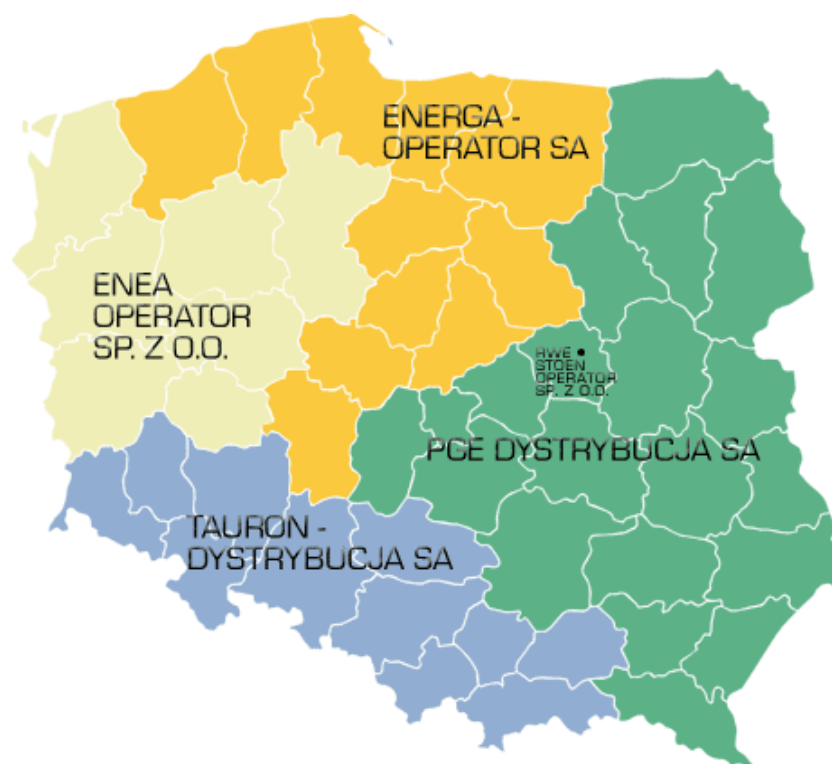 ENERGA -
OPERATOR SA
ENEA
OPERATOR
SP. Z O.O.
RWE
STOEN
OPERATOR
SP. Z O.O.
PGE DYSTRYBUCJA SA
TAURON -
DYSTRYBUCJA SA